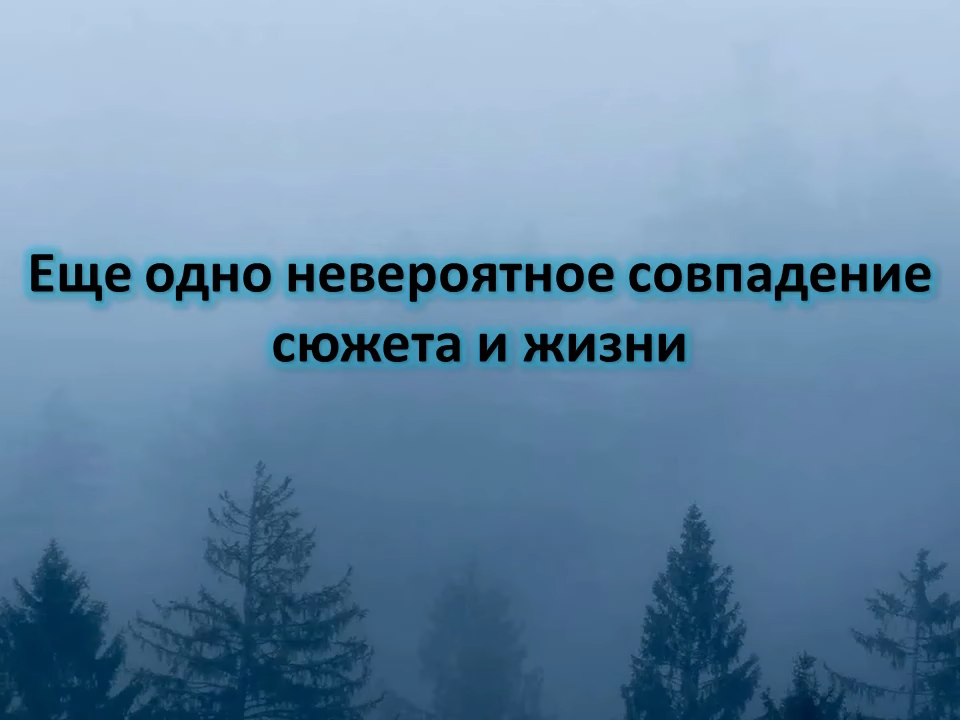 Еще одно невероятное совпадение
сюжета и жизни